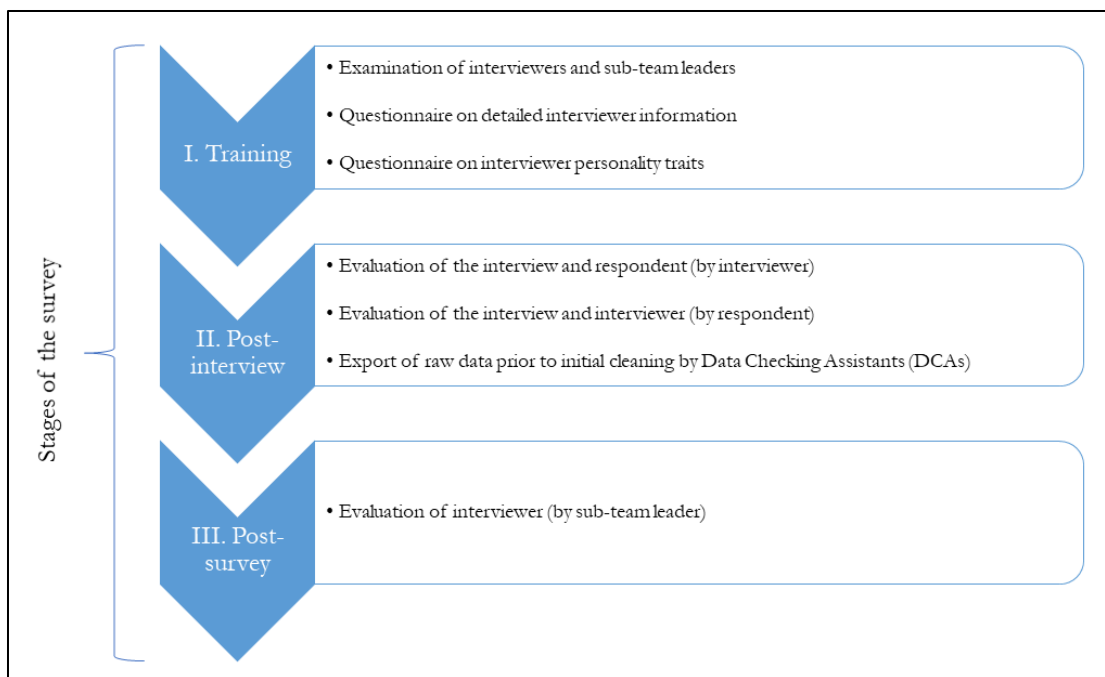 Stages of the survey
I. Training
• Examination of interviewers and sub-team leaders
• Questionnaire on detailed interviewer information
• Questionnaire on interviewer personality traits
II. Post-
interview
• Evaluation of the interview and respondent (by interviewer)
• Evaluation of the interview and interviewer (by respondent)
• Export of raw data prior to initial cleaning by Data Checking Assistants (DCAs)
III. Post-
survey
• Evaluation of interviewer (by sub-team leader)